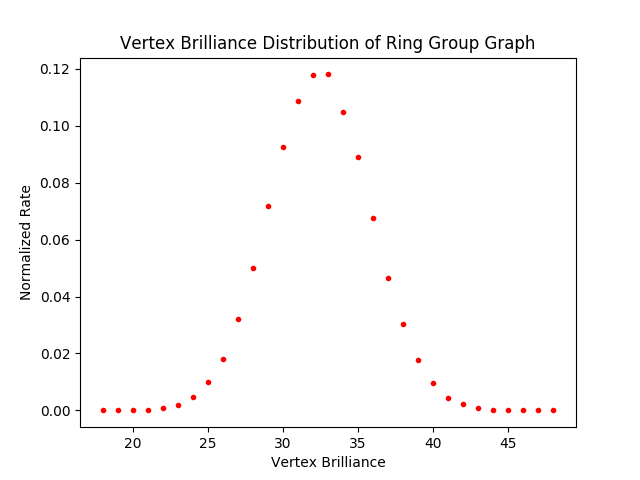 Vertex Brilliance Distribution of Ring Group Graph
0.12
0.10
0.08
0.06
0.04
0.02
0.00
Normalized Rate
20 25 30 35 40 45
Vertex Brilliance